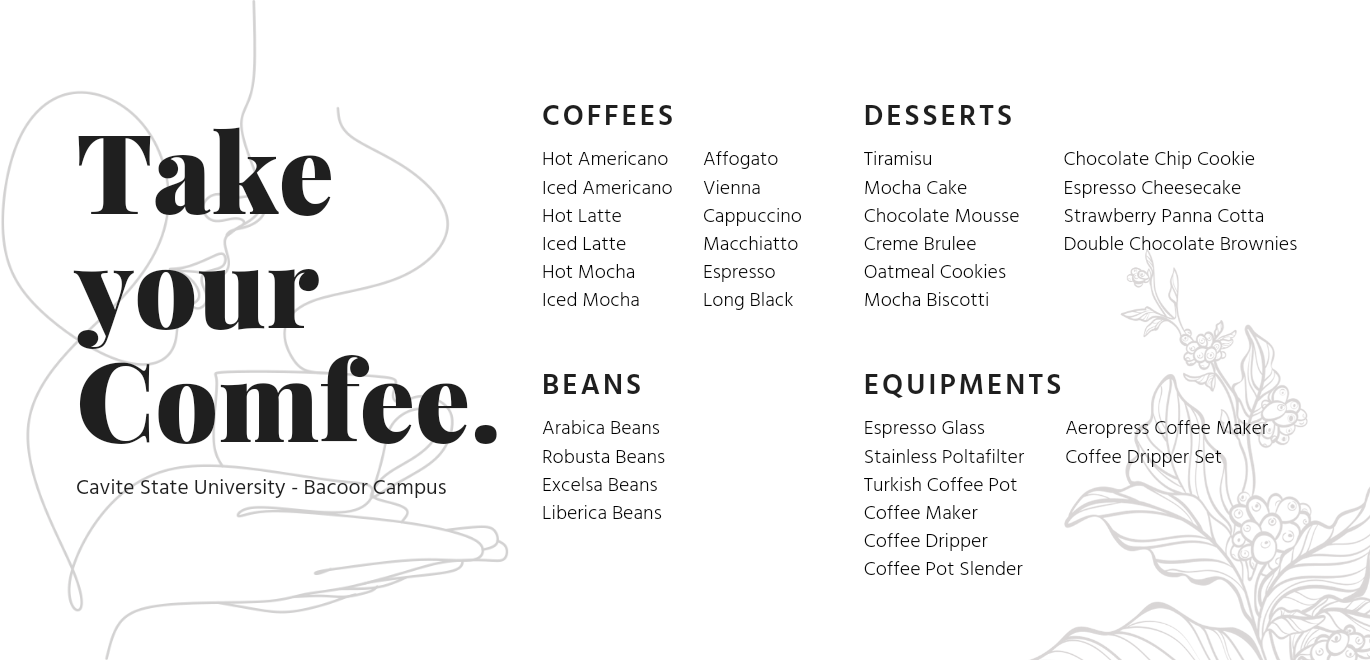 Take
your
Comfee.
Cavite State University - Bacoor Campus
COFFEES
Hot Americano
Iced Americano
Hot Latte
Iced Latte
Hot Mocha
Iced Mocha
Affogato
Vienna
Cappuccino
Macchiatto
Espresso
Long Black
DESSERTS
Tiramisu
Mocha Cake
Chocolate Mousse
Creme Brulee
Oatmeal Cookies
Mocha Biscotti
Chocolate Chip Cookie
Espresso Cheesecake
Strawberry Panna Cotta
Double Chocolate Brownies
BEANS
Arabica Beans
Robusta Beans
Excelsa Beans
Liberica Beans
EQUIPMENTS
Espresso Glass
Stainless Poltafilter
Turkish Coffee Pot
Coffee Maker
Coffee Dripper
Coffee Pot Slender
Aeropress Coffee Maker
Coffee Dripper Set